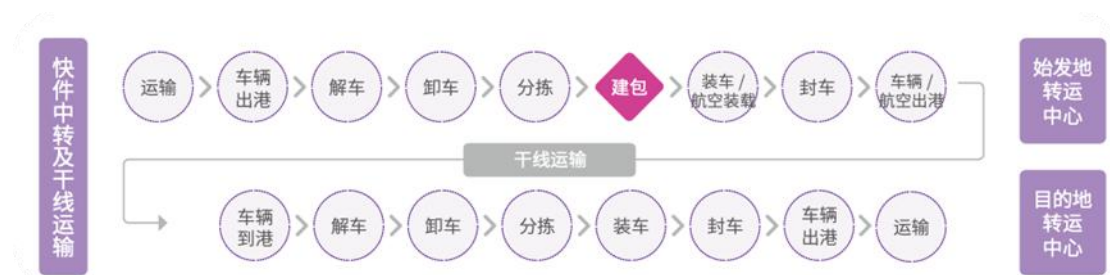 快件中转及干线运输
运输
车辆
出港
解车
卸车
分拣
建包
装车 /
航空装载
封车
车辆 /
航空出港
始发地
转运
中心
干线运输
车辆
到港
解车
卸车
分拣
装车
封车
车辆
出港
运输
目的地
转运
中心